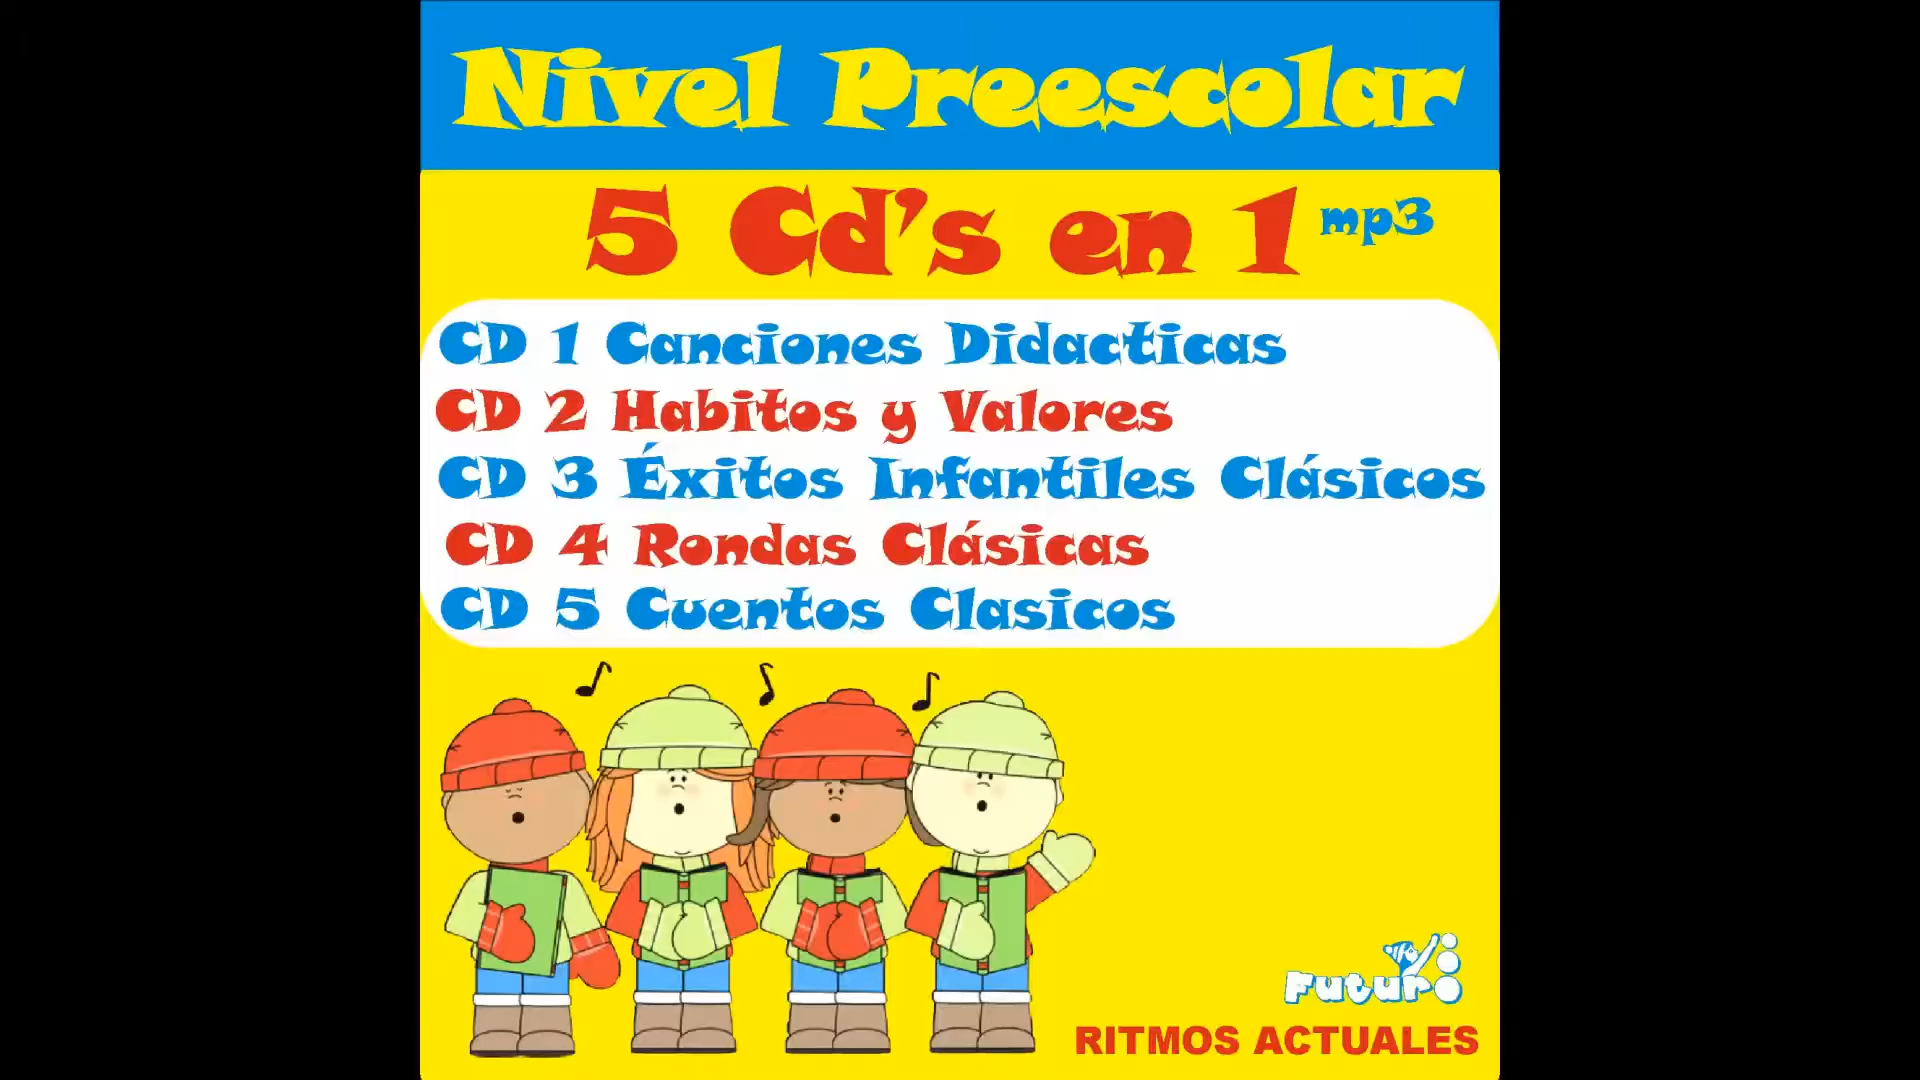 Nivel Preescolar
5 Cd's en 1 mp3
CD 1 Canciones Didacticas
CD 2 Habitos y Valores
CD 3 Éxitos Infantiles Clásicos
CD 4 Rondas Clásicas
CD 5 Cuentos Clasicos
Futuro
RITMOS ACTUALES